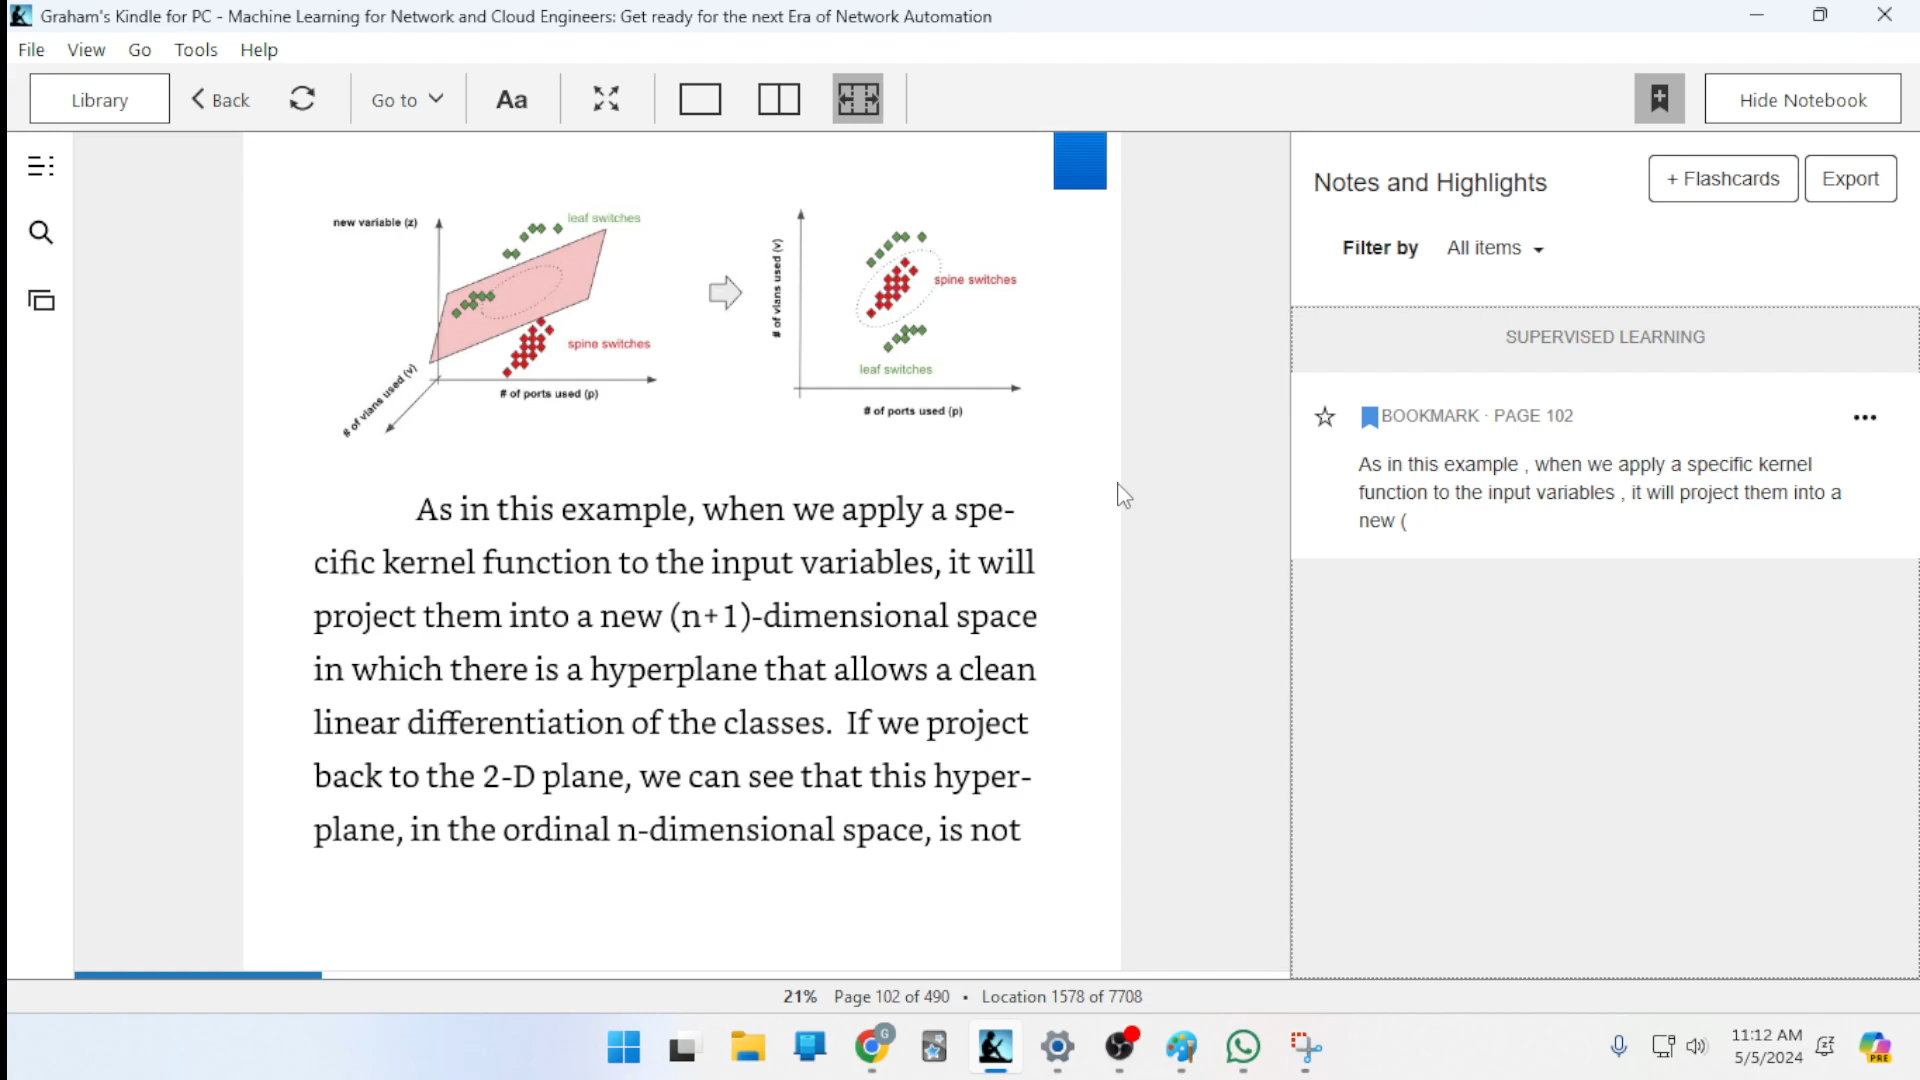 Graham's Kindle for PC - Machine Learning for Network and Cloud Engineers: Get ready for the next Era of Network Automation
File View Go Tools Help
Library Back Go to Aa Hide Notebook
new variable (z)
leaf switches
spine switches
# of vlans used (v)
# of ports used (p)
# of vlans used (v)
spine switches
leaf switches
# of ports used (p)
As in this example, when we apply a spe-
cific kernel function to the input variables, it will
project them into a new (n+1)-dimensional space
in which there is a hyperplane that allows a clean
linear differentiation of the classes. If we project
back to the 2-D plane, we can see that this hyper-
plane, in the ordinal n-dimensional space, is not
Notes and Highlights + Flashcards Export
Filter by All items
SUPERVISED LEARNING
BOOKMARK · PAGE 102
As in this example , when we apply a specific kernel
function to the input variables , it will project them into a
new (
21% Page 102 of 490 • Location 1578 of 7708
G
11:12 AM
5/5/2024
PRE